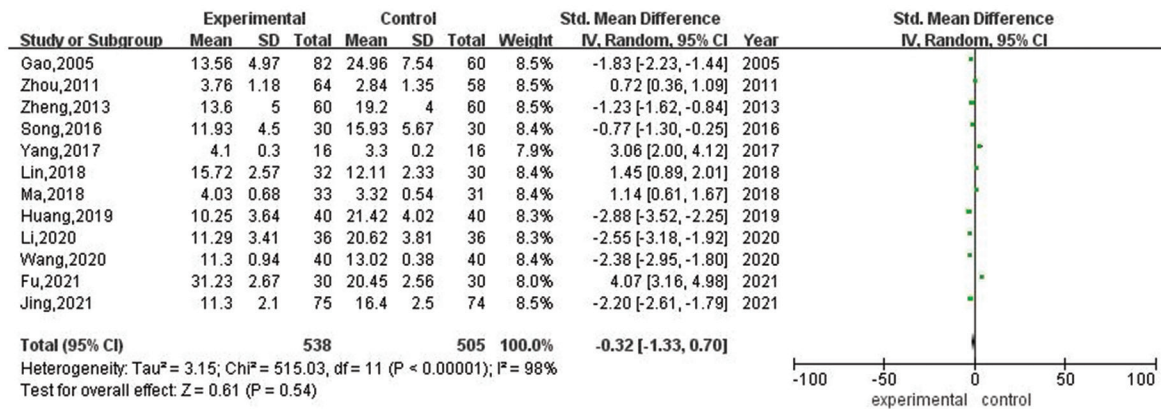 Experimental Control Std. Mean Difference Std. Mean Difference
Study or Subgroup Mean SD Total Mean SD Total Weight IV, Random, 95% CI Year IV, Random, 95% CI
Gao,2005 13.56 4.97 82 24.96 7.54 60 8.5% -1.83 [-2.23, -1.44] 2005
Zhou,2011 3.76 1.18 64 2.84 1.35 58 8.5% 0.72 [0.36, 1.09] 2011
Zheng,2013 13.6 5 60 19.2 4 60 8.5% -1.23 [-1.62, -0.84] 2013
Song,2016 11.93 4.5 30 15.93 5.67 30 8.4% -0.77 [-1.30, -0.25] 2016
Yang,2017 4.1 0.3 16 3.3 0.2 16 7.9% 3.06 [2.00, 4.12] 2017
Lin,2018 15.72 2.57 32 12.11 2.33 30 8.4% 1.45 [0.89, 2.01] 2018
Ma,2018 4.03 0.68 33 3.32 0.54 31 8.4% 1.14 [0.61, 1.67] 2018
Huang,2019 10.25 3.64 40 21.42 4.02 40 8.3% -2.88 [-3.52, -2.25] 2019
Li,2020 11.29 3.41 36 20.62 3.81 36 8.3% -2.55 [-3.18, -1.92] 2020
Wang,2020 11.3 0.94 40 13.02 0.38 40 8.4% -2.38 [-2.95, -1.80] 2020
Fu,2021 31.23 2.67 30 20.45 2.56 30 8.1% 4.07 [3.16, 4.98] 2021
Jing,2021 11.3 2.1 75 16.4 2.5 74 8.5% -2.20 [-2.61, -1.79] 2021
Total (95% CI) 538 505 100.0% -0.32 [-1.33, 0.70]
Heterogeneity: Tau² = 3.15; Chi² = 515.03, df = 11 (P < 0.00001); I² = 98%
Test for overall effect: Z = 0.61 (P = 0.54)
-100 -50 0 50 100
experimental control